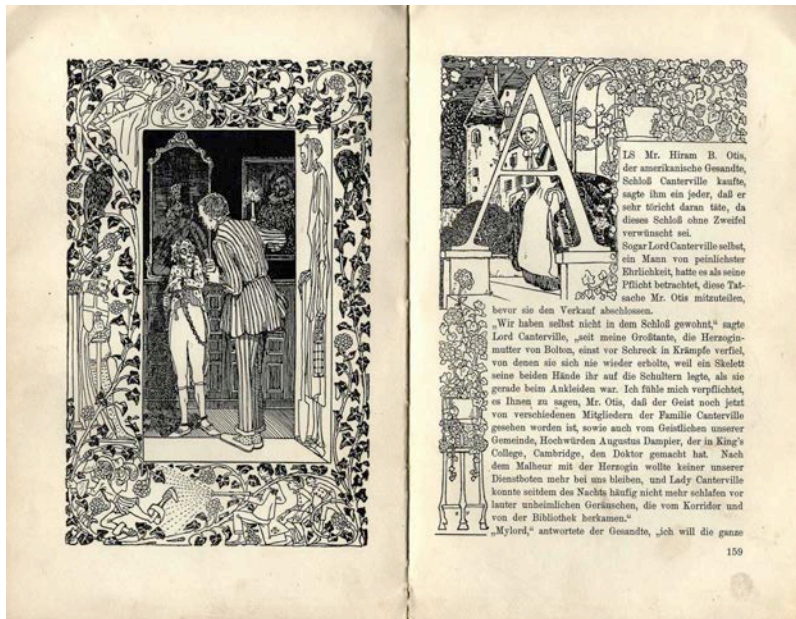 ALS Mr. Hiram B. Otis,
der amerikanische Gesandte,
Schloß Canterville kaufte,
sagte ihm ein jeder, daß er
sehr töricht daran täte, da
dieses Schloß ohne Zweifel
verwünscht sei.
Sogar Lord Canterville selbst,
ein Mann von peinlichster
Ehrlichkeit, hatte es als seine
Pflicht betrachtet, diese Tat-
sache Mr. Otis mitzuteilen,
bevor sie den Verkauf abschlossen.
„Wir haben selbst nicht in dem Schloß gewohnt,“ sagte
Lord Canterville, „seit meine Großtante, die Herzogin-
mutter von Bolton, einst vor Schreck in Krämpfe verfiel,
von denen sie sich nie wieder erholte, weil ein Skelett
seine beiden Hände ihr auf die Schultern legte, als sie
gerade beim Ankleiden war. Ich fühle mich verpflichtet,
es Ihnen zu sagen, Mr. Otis, daß der Geist noch jetzt
von verschiedenen Mitgliedern der Familie Canterville
gesehen worden ist, sowie auch vom Geistlichen unserer
Gemeinde, Hochwürden Augustus Dampier, der in King's
College, Cambridge, den Doktor gemacht hat. Nach
dem Malheur mit der Herzogin wollte keiner unserer
Dienstboten mehr bei uns bleiben, und Lady Canterville
konnte seitdem des Nachts häufig nicht mehr schlafen vor
lauter unheimlichen Geräuschen, die vom Korridor und
von der Bibliothek herkamen.“
„Mylord,“ antwortete der Gesandte, „ich will die ganze
159